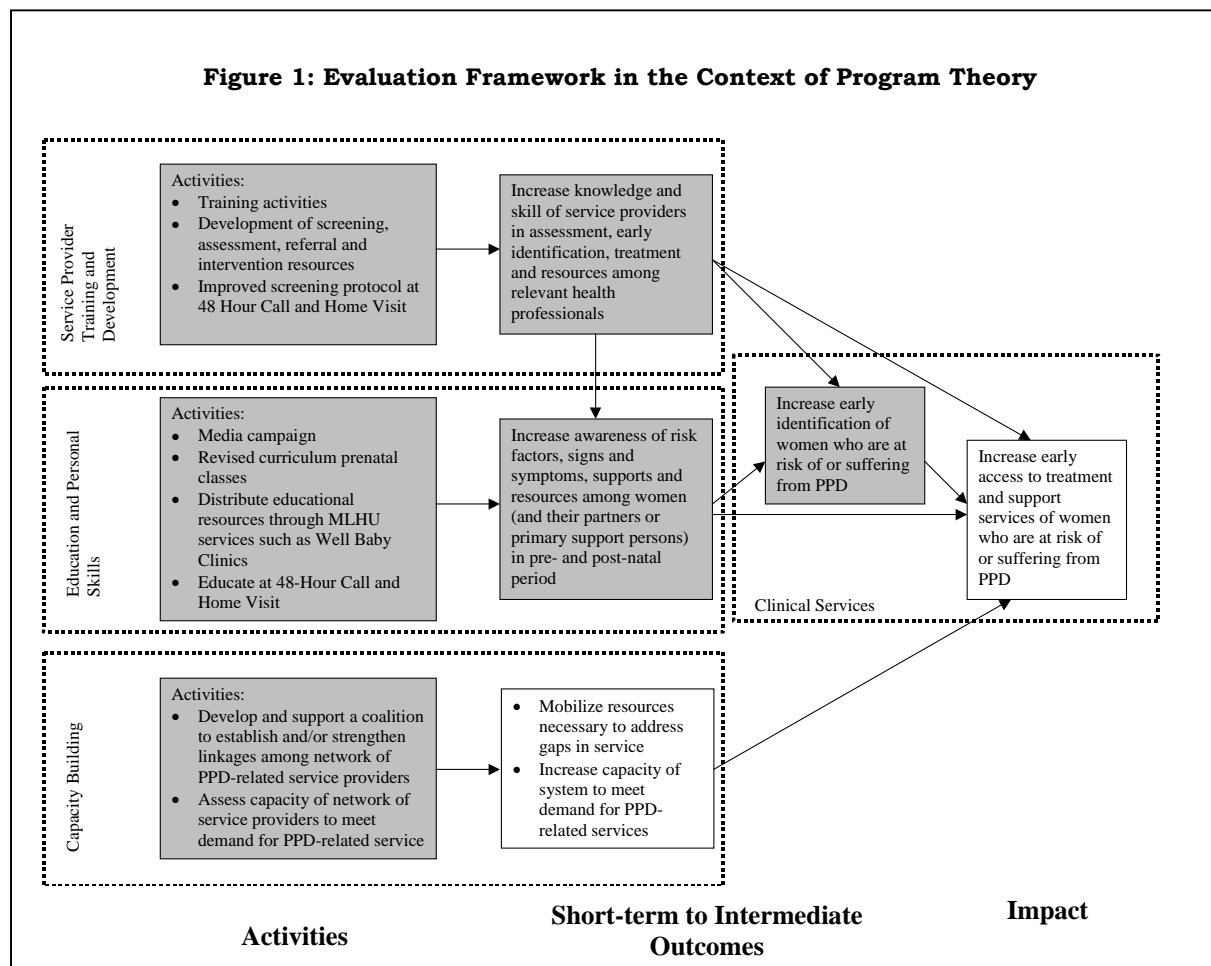 Figure 1: Evaluation Framework in the Context of Program Theory
Service Provider
Training and
Development
Activities:
• Training activities
• Development of screening,
assessment, referral and
intervention resources
• Improved screening protocol at
48 Hour Call and Home Visit
Increase knowledge and
skill of service providers
in assessment, early
identification, treatment
and resources among
relevant health
professionals
Education and Personal
Skills
Activities:
• Media campaign
• Revised curriculum prenatal
classes
• Distribute educational
resources through MLHU
services such as Well Baby
Clinics
• Educate at 48-Hour Call and
Home Visit
Increase awareness of risk
factors, signs and
symptoms, supports and
resources among women
(and their partners or
primary support persons)
in pre- and post-natal
period
Increase early
identification of
women who are at
risk of or suffering
from PPD
Increase early
access to treatment
and support
services of women
who are at risk of
or suffering from
PPD
Clinical Services
Capacity Building
Activities:
• Develop and support a coalition
to establish and/or strengthen
linkages among network of
PPD-related service providers
• Assess capacity of network of
service providers to meet
demand for PPD-related service
• Mobilize resources
necessary to address
gaps in service
• Increase capacity of
system to meet
demand for PPD-
related services
Activities
Short-term to Intermediate
Outcomes
Impact